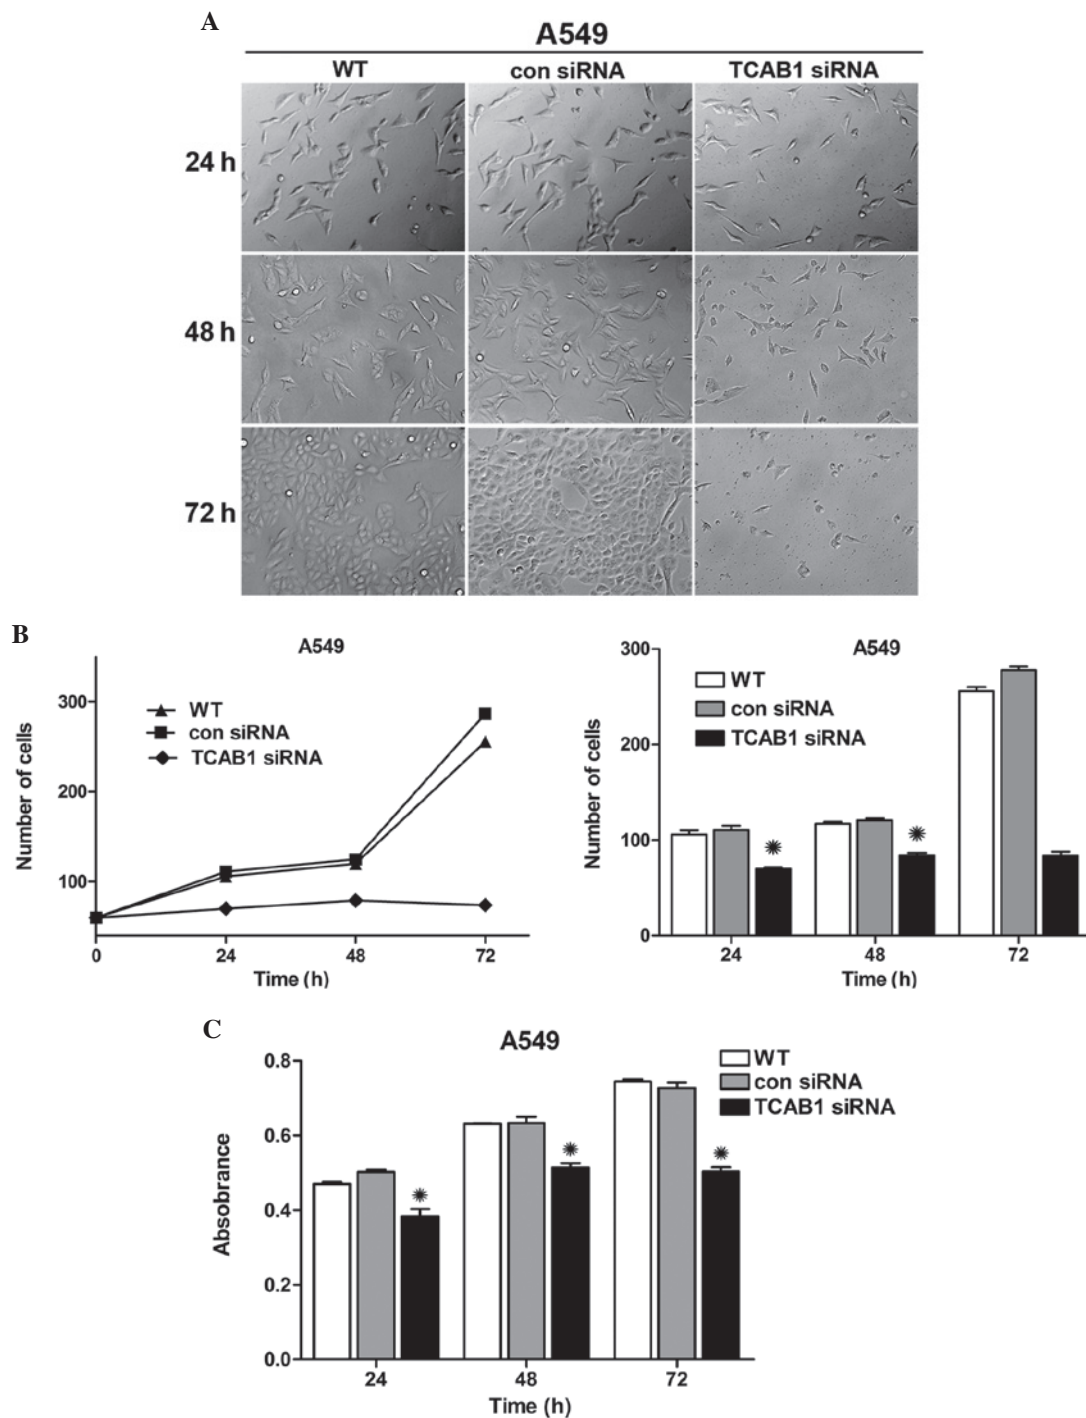 A
A549
WT
con siRNA
TCAB1 siRNA
24 h
48 h
72 h
B
A549
Number of cells
300
200
100
WT
con siRNA
TCAB1 siRNA
0
24
48
72
Time (h)
A549
Number of cells
300
200
100
0
WT
con siRNA
TCAB1 siRNA
24
48
72
Time (h)
C
A549
Absobrance
0.8
0.6
0.4
0.2
0.0
WT
con siRNA
TCAB1 siRNA
24
48
72
Time (h)